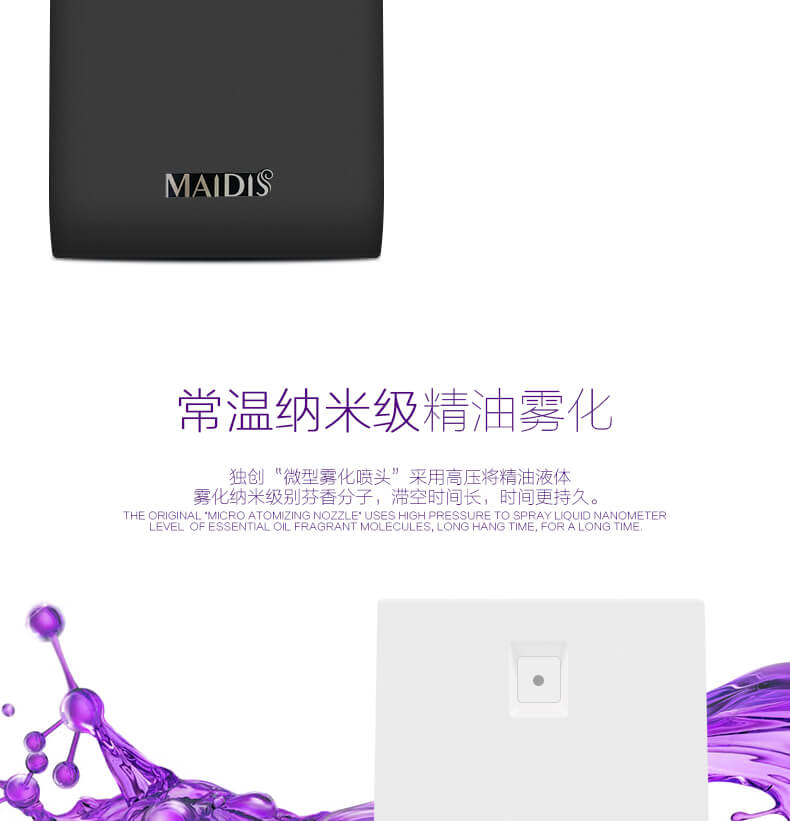 MAIDIS
常温纳米级精油雾化
独创“微型雾化喷头”采用高压将精油液体
雾化纳米级别芬香分子，滞空时间长，时间更持久。
THE ORIGINAL "MICRO ATOMIZING NOZZLE" USES HIGH PRESSURE TO SPRAY LIQUID NANOMETER
LEVEL OF ESSENTIAL OIL FRAGRANT MOLECULES, LONG HANG TIME, FOR A LONG TIME.